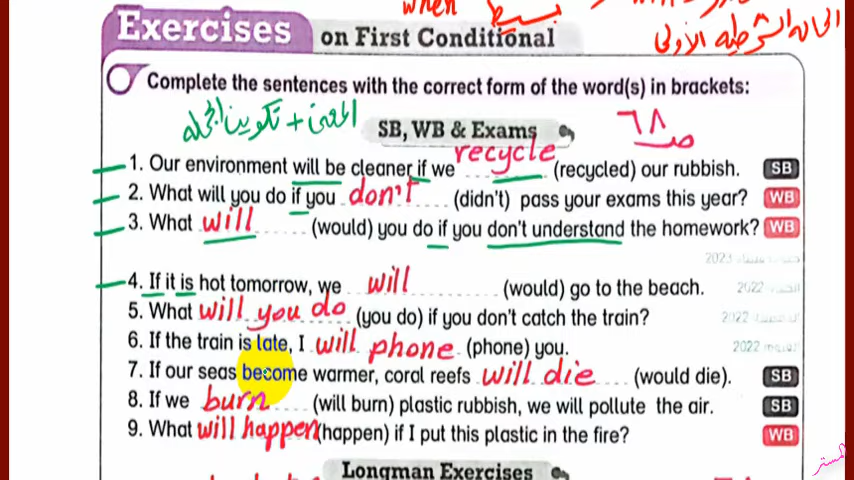 when بسيط
الحالة الشرطية الأولى
Exercises on First Conditional
Complete the sentences with the correct form of the word(s) in brackets:
المعنى + تكوين الجملة
SB, WB & Exams
ص ٦٨
1. Our environment will be cleaner if we recycle (recycled) our rubbish. SB
2. What will you do if you don't (didn't) pass your exams this year? WB
3. What will (would) you do if you don't understand the homework? WB
4. If it is hot tomorrow, we will (would) go to the beach.
5. What will you do (you do) if you don't catch the train?
6. If the train is late, I will phone (phone) you.
7. If our seas become warmer, coral reefs will die (would die). SB
8. If we burn (will burn) plastic rubbish, we will pollute the air. SB
9. What will happen (happen) if I put this plastic in the fire? WB
Longman Exercises